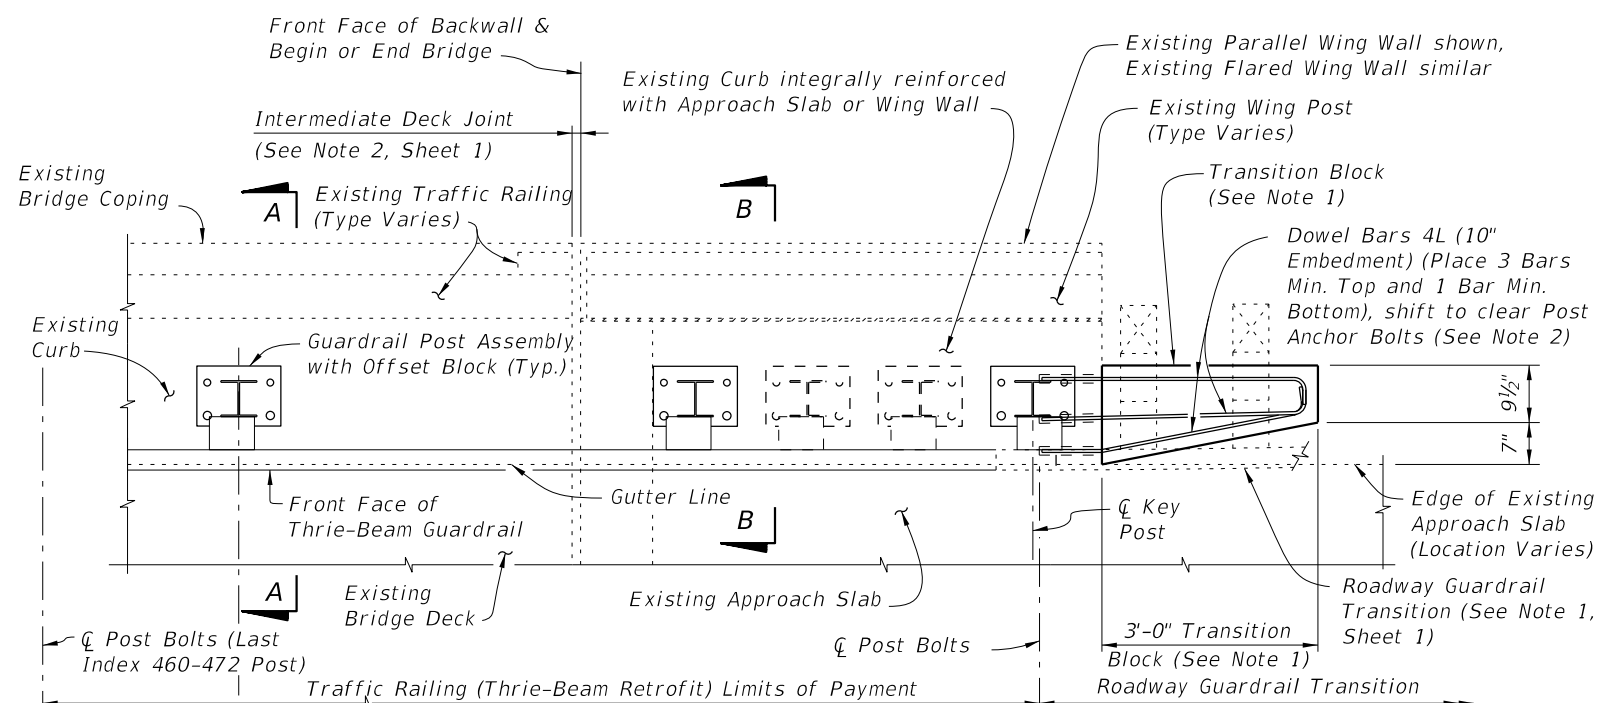 Front Face of Backwall &
Begin or End Bridge
Existing Parallel Wing Wall shown,
Existing Flared Wing Wall similar
Existing Curb integrally reinforced
with Approach Slab or Wing Wall
Existing Wing Post
(Type Varies)
Intermediate Deck Joint
(See Note 2, Sheet 1)
Existing
Bridge Coping
A
Existing Traffic Railing
(Type Varies)
B
Transition Block
(See Note 1)
Dowel Bars 4L (10"
Embedment) (Place 3 Bars
Min. Top and 1 Bar Min.
Bottom), shift to clear Post
Anchor Bolts (See Note 2)
Existing
Curb
Guardrail Post Assembly
with Offset Block (Typ.)
9½"
7"
Front Face of
Thrie-Beam Guardrail
Gutter Line
B
℄ Key
Post
Edge of Existing
Approach Slab
(Location Varies)
A
Existing
Bridge Deck
Existing Approach Slab
Roadway Guardrail
Transition (See Note 1,
Sheet 1)
℄ Post Bolts (Last
Index 460-472 Post)
℄ Post Bolts
3'-0" Transition
Block (See Note 1)
Traffic Railing (Thrie-Beam Retrofit) Limits of Payment
Roadway Guardrail Transition